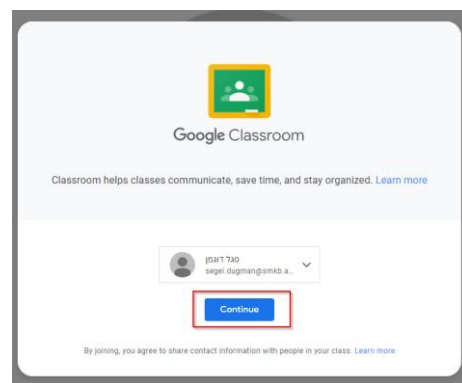 Google Classroom
Classroom helps classes communicate, save time, and stay organized. Learn more
סגל דוגמן
segel.dugman@smkb.a...
Continue
By joining, you agree to share contact information with people in your class. Learn more